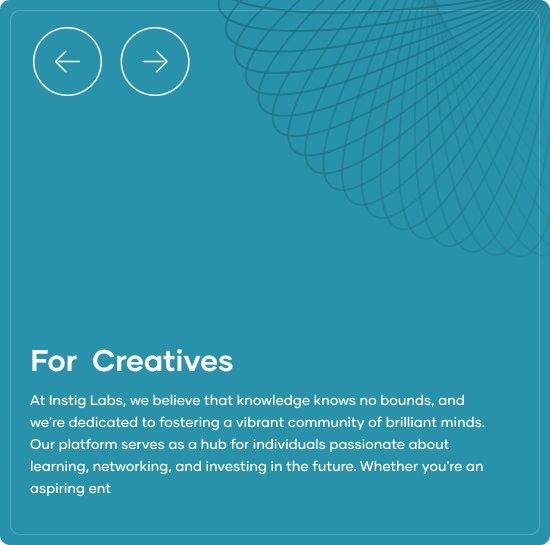 For Creatives
At Instig Labs, we believe that knowledge knows no bounds, and
we're dedicated to fostering a vibrant community of brilliant minds.
Our platform serves as a hub for individuals passionate about
learning, networking, and investing in the future. Whether you're an
aspiring ent